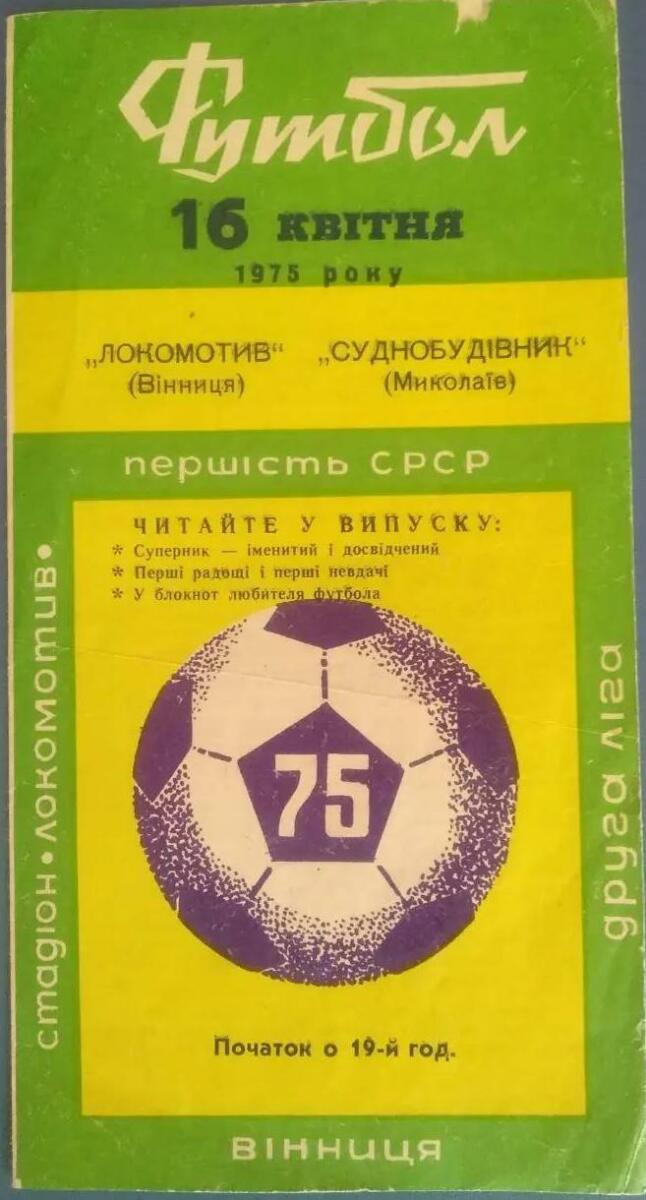 Футбол
16 квітня
1975 року
„ЛОКОМОТИВ“ „СУДНОБУДІВНИК“
(Вінниця) (Миколаїв)
першість СРСР
ЧИТАЙТЕ У ВИПУСКУ:
* Суперник — іменитий і досвідчений
* Перші радощі і перші невдачі
* У блокнот любителя футбола
стадіон • локомотив •
75
друга ліга
Початок о 19-й год.
вінниця